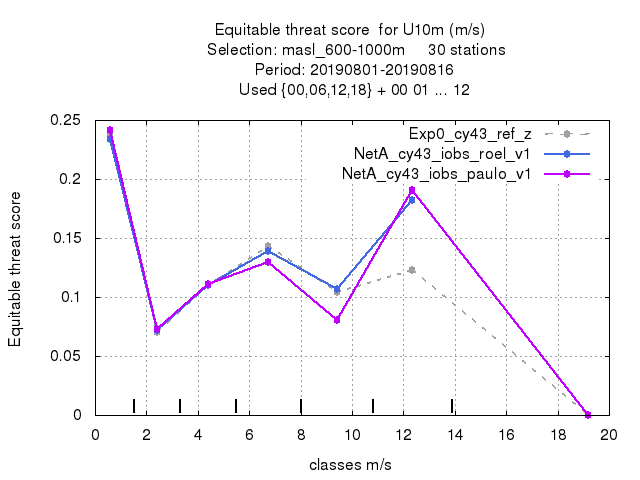 Equitable threat score  for U10m (m/s)
Selection: masl_600-1000m     30 stations
Period: 20190801-20190816
Used {00,06,12,18} + 00 01 ... 12
Exp0_cy43_ref_z
NetA_cy43_iobs_roel_v1
NetA_cy43_iobs_paulo_v1
Equitable threat score
0.25
0.2
0.15
0.1
0.05
0
0 2 4 6 8 10 12 14 16 18 20
classes m/s